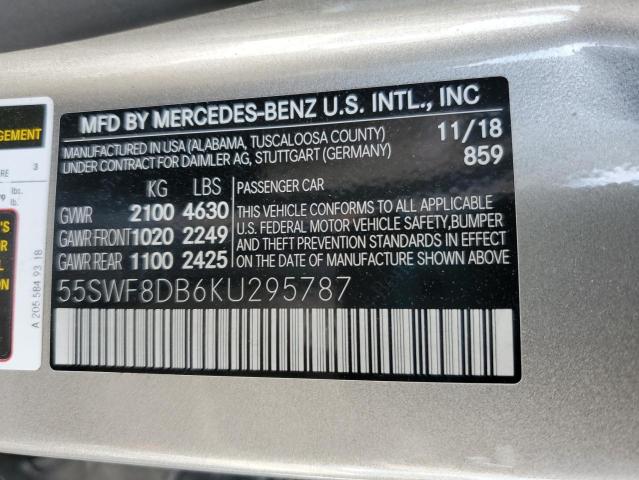 MFD BY MERCEDES-BENZ U.S. INTL., INC
MANUFACTURED IN USA (ALABAMA, TUSCALOOSA COUNTY) 11/18
UNDER CONTRACT FOR DAIMLER AG, STUTTGART (GERMANY) 859
KG LBS PASSENGER CAR
GVWR 2100 4630 THIS VEHICLE CONFORMS TO ALL APPLICABLE
GAWR FRONT 1020 2249 U.S. FEDERAL MOTOR VEHICLE SAFETY,BUMPER
GAWR REAR 1100 2425 AND THEFT PREVENTION STANDARDS IN EFFECT
ON THE DATE OF MANUFACTURE SHOWN ABOVE
55SWF8DB6KU295787
3
lbs.
lb.
A 205 584 93 18